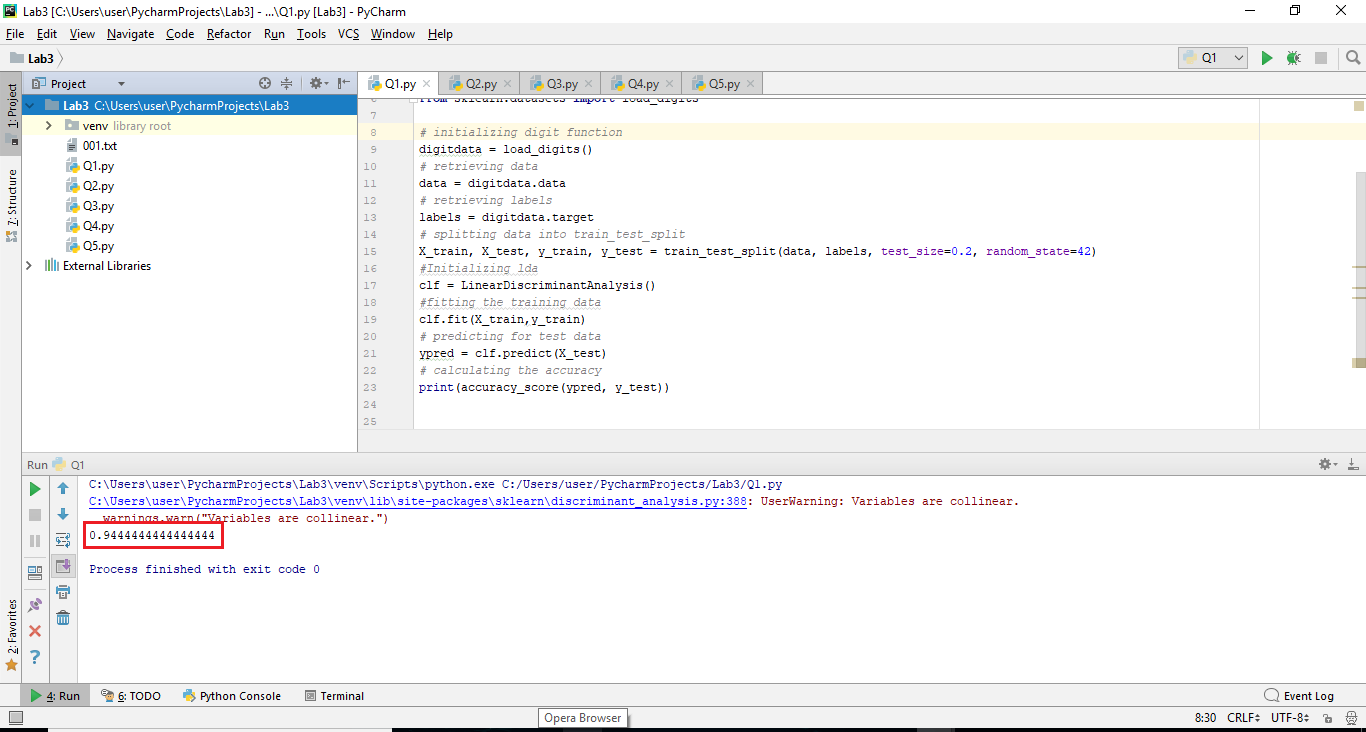 Lab3 [C:\Users\user\PycharmProjects\Lab3] - ...\Q1.py [Lab3] - PyCharm
File Edit View Navigate Code Refactor Run Tools VCS Window Help
Lab3
Q1
1: Project
7: Structure
2: Favorites
Project
Lab3 C:\Users\user\PycharmProjects\Lab3
venv library root
001.txt
Q1.py
Q2.py
Q3.py
Q4.py
Q5.py
External Libraries
Q1.py Q2.py Q3.py Q4.py Q5.py
6 from sklearn.datasets import load_digits
7
8 # initializing digit function
9 digitdata = load_digits()
10 # retrieving data
11 data = digitdata.data
12 # retrieving labels
13 labels = digitdata.target
14 # splitting data into train_test_split
15 X_train, X_test, y_train, y_test = train_test_split(data, labels, test_size=0.2, random_state=42)
16 #Initializing lda
17 clf = LinearDiscriminantAnalysis()
18 #fitting the training data
19 clf.fit(X_train,y_train)
20 # predicting for test data
21 ypred = clf.predict(X_test)
22 # calculating the accuracy
23 print(accuracy_score(ypred, y_test))
24
25
Run Q1
C:\Users\user\PycharmProjects\Lab3\venv\Scripts\python.exe C:/Users/user/PycharmProjects/Lab3/Q1.py
C:\Users\user\PycharmProjects\Lab3\venv\lib\site-packages\sklearn\discriminant_analysis.py:388: UserWarning: Variables are collinear.
warnings.warn("Variables are collinear.")
0.9444444444444444
Process finished with exit code 0
4: Run 6: TODO Python Console Terminal Event Log
Opera Browser
8:30 CRLF UTF-8